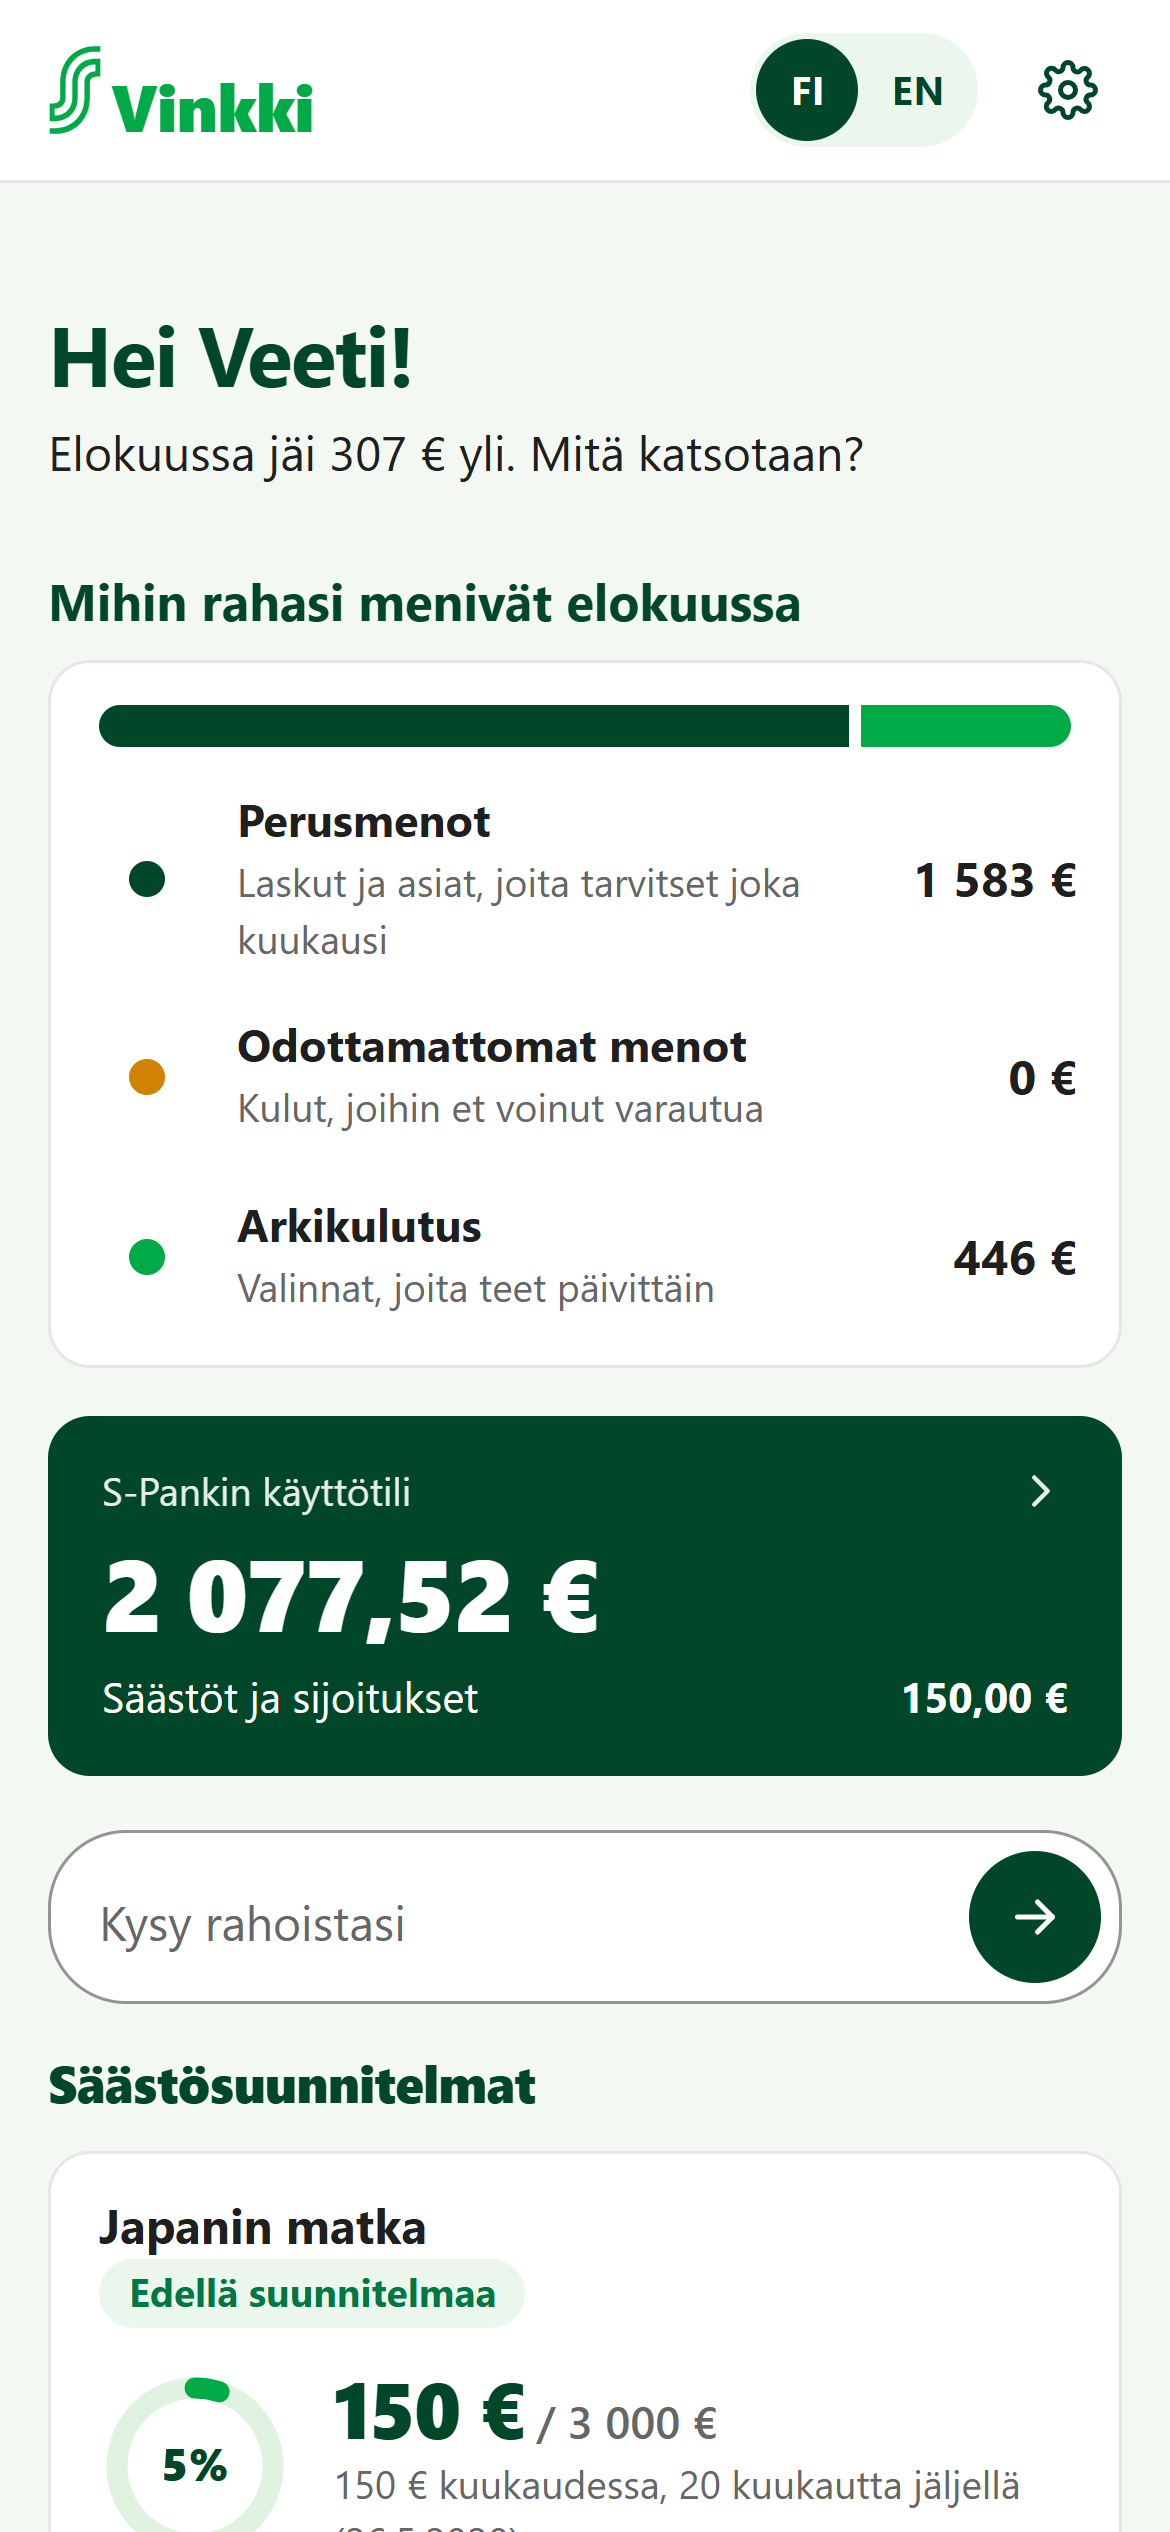 Vinkki
FI EN
Hei Veeti!
Elokuussa jäi 307 € yli. Mitä katsotaan?
Mihin rahasi menivät elokuussa
Perusmenot
Laskut ja asiat, joita tarvitset joka
kuukausi
1 583 €
Odottamattomat menot
Kulut, joihin et voinut varautua
0 €
Arkikulutus
Valinnat, joita teet päivittäin
446 €
S-Pankin käyttötili
2 077,52 €
Säästöt ja sijoitukset 150,00 €
Kysy rahoistasi
Säästösuunnitelmat
Japanin matka
Edellä suunnitelmaa
5%
150 € / 3 000 €
150 € kuukaudessa, 20 kuukautta jäljellä